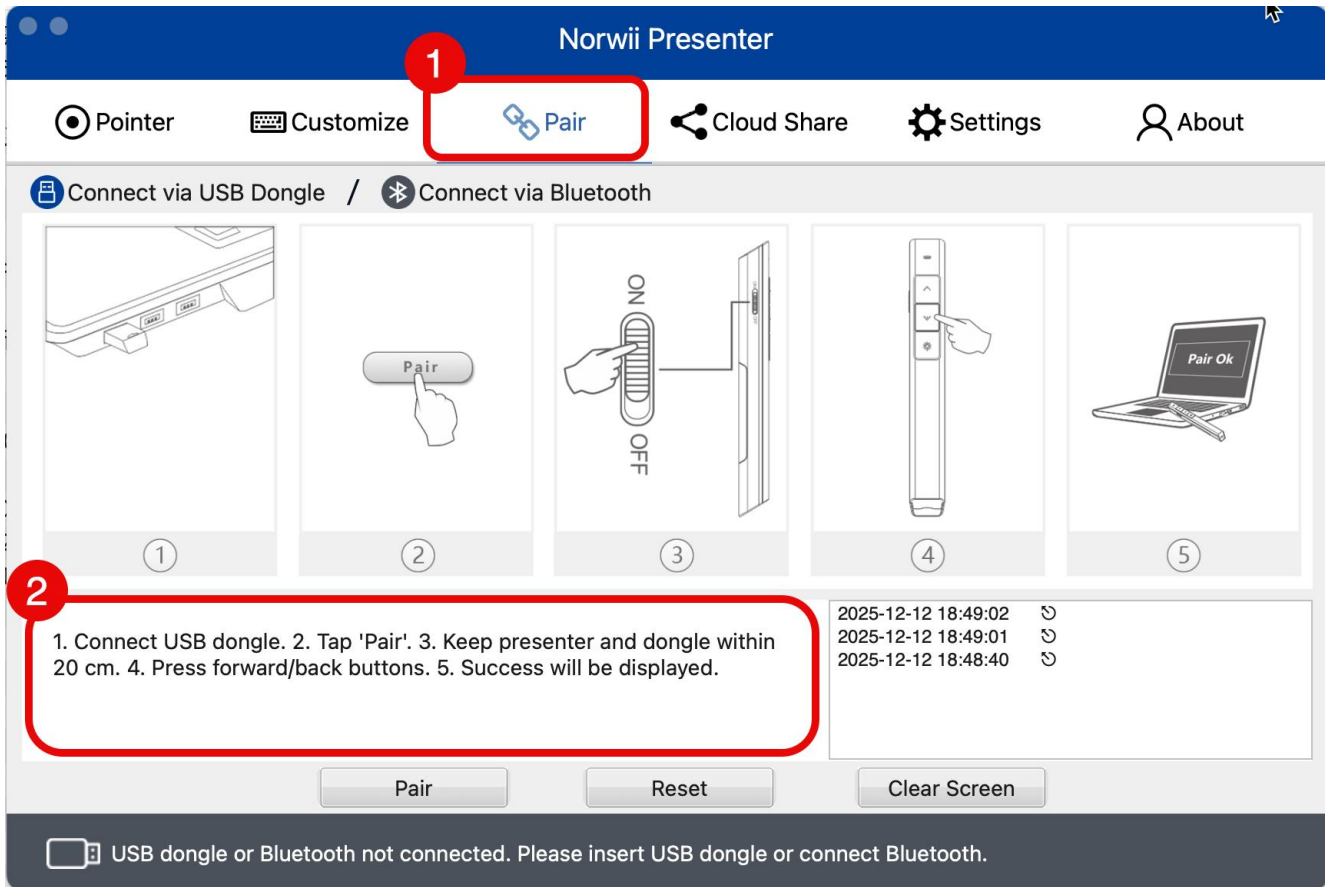 Norwii Presenter
1
Pointer Customize Pair Cloud Share Settings About
Connect via USB Dongle / Connect via Bluetooth
Pair
ON
OFF
Pair Ok
1 2 3 4 5
2
1. Connect USB dongle. 2. Tap 'Pair'. 3. Keep presenter and dongle within
20 cm. 4. Press forward/back buttons. 5. Success will be displayed.
2025-12-12 18:49:02
2025-12-12 18:49:01
2025-12-12 18:48:40
Pair Reset Clear Screen
USB dongle or Bluetooth not connected. Please insert USB dongle or connect Bluetooth.